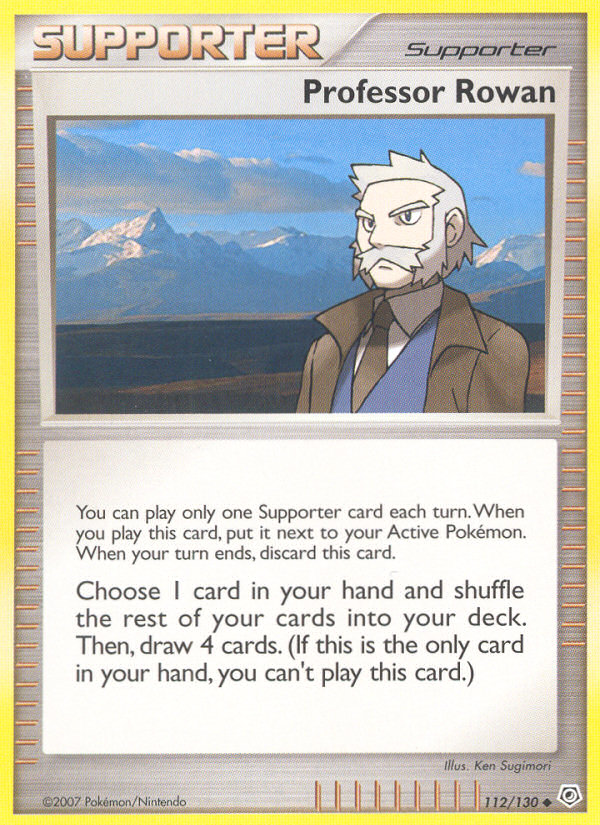 SUPPORTER
Supporter
Professor Rowan
You can play only one Supporter card each turn. When
you play this card, put it next to your Active Pokémon.
When your turn ends, discard this card.
Choose 1 card in your hand and shuffle
the rest of your cards into your deck.
Then, draw 4 cards. (If this is the only card
in your hand, you can't play this card.)
Illus. Ken Sugimori
©2007 Pokémon/Nintendo
112/130 ◆